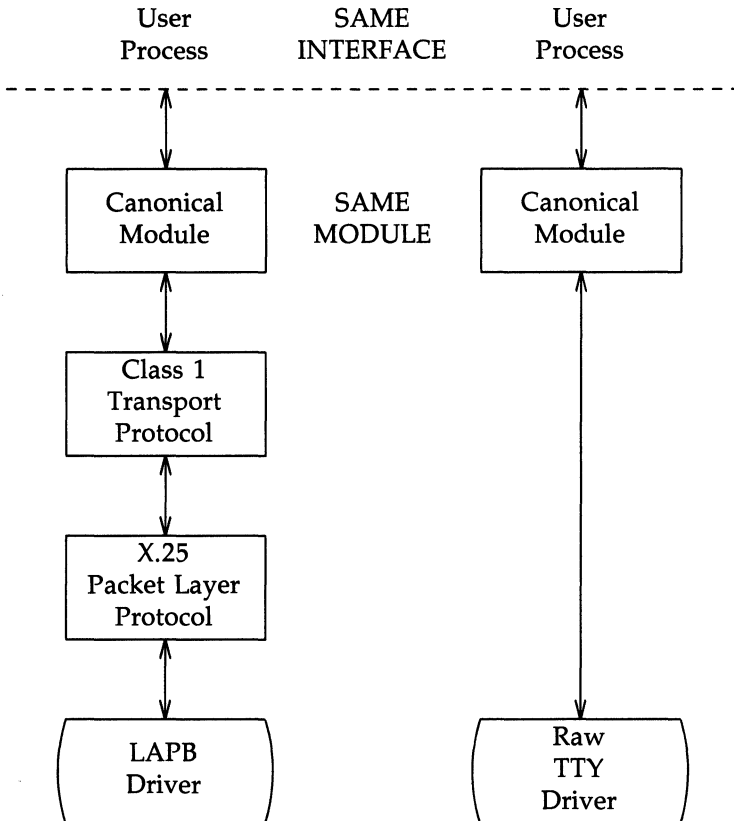 User
Process
SAME
INTERFACE
User
Process
Canonical
Module
SAME
MODULE
Canonical
Module
Class 1
Transport
Protocol
X.25
Packet Layer
Protocol
LAPB
Driver
Raw
TTY
Driver